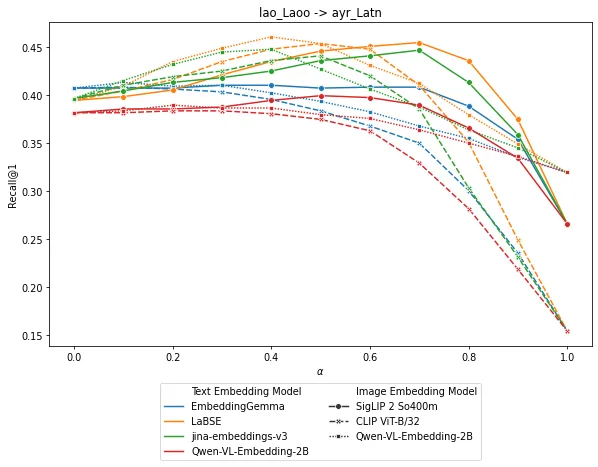 lao_Laoo -> ayr_Latn
Recall@1
0.45
0.40
0.35
0.30
0.25
0.20
0.15
0.0 0.2 0.4 0.6 0.8 1.0
α
Text Embedding Model Image Embedding Model
EmbeddingGemma SigLIP 2 So400m
LaBSE CLIP ViT-B/32
jina-embeddings-v3 Qwen-VL-Embedding-2B
Qwen-VL-Embedding-2B